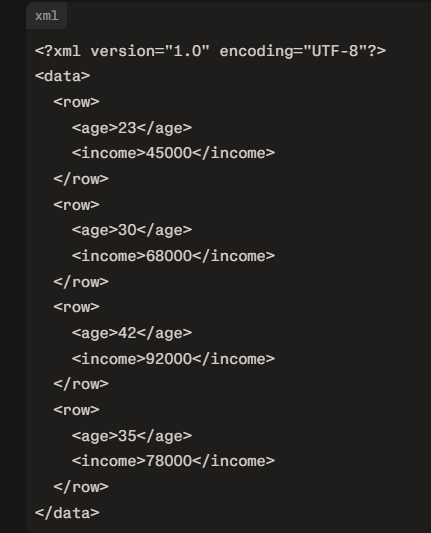 xml
<?xml version="1.0" encoding="UTF-8"?>
<data>
  <row>
    <age>23</age>
    <income>45000</income>
  </row>
  <row>
    <age>30</age>
    <income>68000</income>
  </row>
  <row>
    <age>42</age>
    <income>92000</income>
  </row>
  <row>
    <age>35</age>
    <income>78000</income>
  </row>
</data>